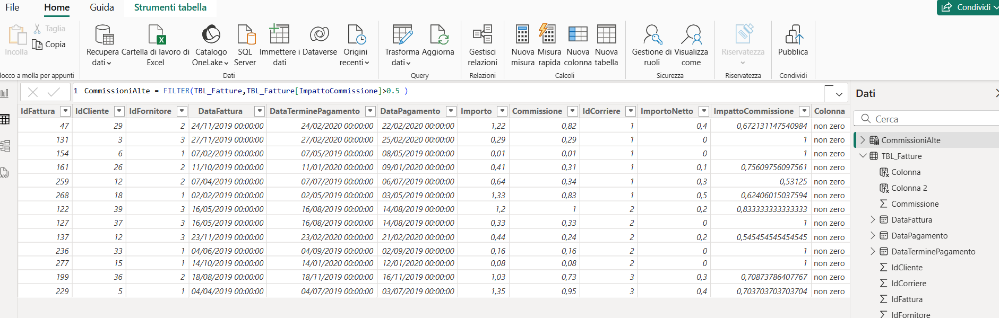 File Home Guida Strumenti tabella Condividi
Incolla Taglia Copia
Recupera dati Cartella di lavoro di Excel Catalogo OneLake SQL Server Immettere i dati Dataverse Origini recenti Trasforma dati Aggiorna Gestisci relazioni Nuova misura Misura rapida Nuova colonna Nuova tabella Gestione di ruoli Visualizza come Riservatezza Pubblica
locco a molla per appunti Dati Query Relazioni Calcoli Sicurezza Riservatezza Condividi
1 CommissioniAlte = FILTER(TBL_Fatture,TBL_Fatture[ImpattoCommissione]>0.5 )
IdFattura IdCliente IdFornitore DataFattura DataTerminePagamento DataPagamento Importo Commissione IdCorriere ImportoNetto ImpattoCommissione Colonna
47 29 2 24/11/2019 00:00:00 24/02/2020 00:00:00 22/02/2020 00:00:00 1,22 0,82 1 0,4 0,672131147540984 non zero
131 3 3 27/11/2019 00:00:00 27/02/2020 00:00:00 25/02/2020 00:00:00 0,29 0,29 1 0 1 non zero
154 6 1 07/02/2019 00:00:00 07/05/2019 00:00:00 08/05/2019 00:00:00 0,01 0,01 1 0 1 non zero
161 26 2 11/10/2019 00:00:00 11/01/2020 00:00:00 09/01/2020 00:00:00 0,41 0,31 1 0,1 0,75609756097561 non zero
259 12 2 07/04/2019 00:00:00 07/07/2019 00:00:00 06/07/2019 00:00:00 0,64 0,34 1 0,3 0,53125 non zero
268 18 1 02/02/2019 00:00:00 02/05/2019 00:00:00 03/05/2019 00:00:00 1,33 0,83 1 0,5 0,62406015037594 non zero
122 39 3 16/05/2019 00:00:00 16/08/2019 00:00:00 14/08/2019 00:00:00 1,2 1 2 0,2 0,833333333333333 non zero
127 37 3 16/05/2019 00:00:00 16/08/2019 00:00:00 14/08/2019 00:00:00 0,33 0,33 2 0 1 non zero
137 12 3 23/11/2019 00:00:00 23/02/2020 00:00:00 21/02/2020 00:00:00 0,44 0,24 2 0,2 0,545454545454545 non zero
236 33 1 04/06/2019 00:00:00 04/09/2019 00:00:00 02/09/2019 00:00:00 0,16 0,16 2 0 1 non zero
277 15 1 14/10/2019 00:00:00 14/01/2020 00:00:00 12/01/2020 00:00:00 0,08 0,08 2 0 1 non zero
199 36 2 18/08/2019 00:00:00 18/11/2019 00:00:00 16/11/2019 00:00:00 1,03 0,73 3 0,3 0,70873786407767 non zero
229 5 1 04/04/2019 00:00:00 04/07/2019 00:00:00 03/07/2019 00:00:00 1,35 0,95 3 0,4 0,703703703703704 non zero
Dati
Cerca
CommissioniAlte
TBL_Fatture
Colonna
Colonna 2
Commissione
DataFattura
DataPagamento
DataTerminePagamento
IdCliente
IdCorriere
IdFattura
IdFornitore